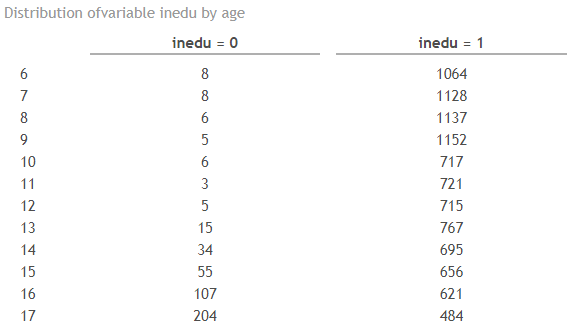 Distribution ofvariable inedu by age
inedu = 0 inedu = 1
6 8 1064
7 8 1128
8 6 1137
9 5 1152
10 6 717
11 3 721
12 5 715
13 15 767
14 34 695
15 55 656
16 107 621
17 204 484